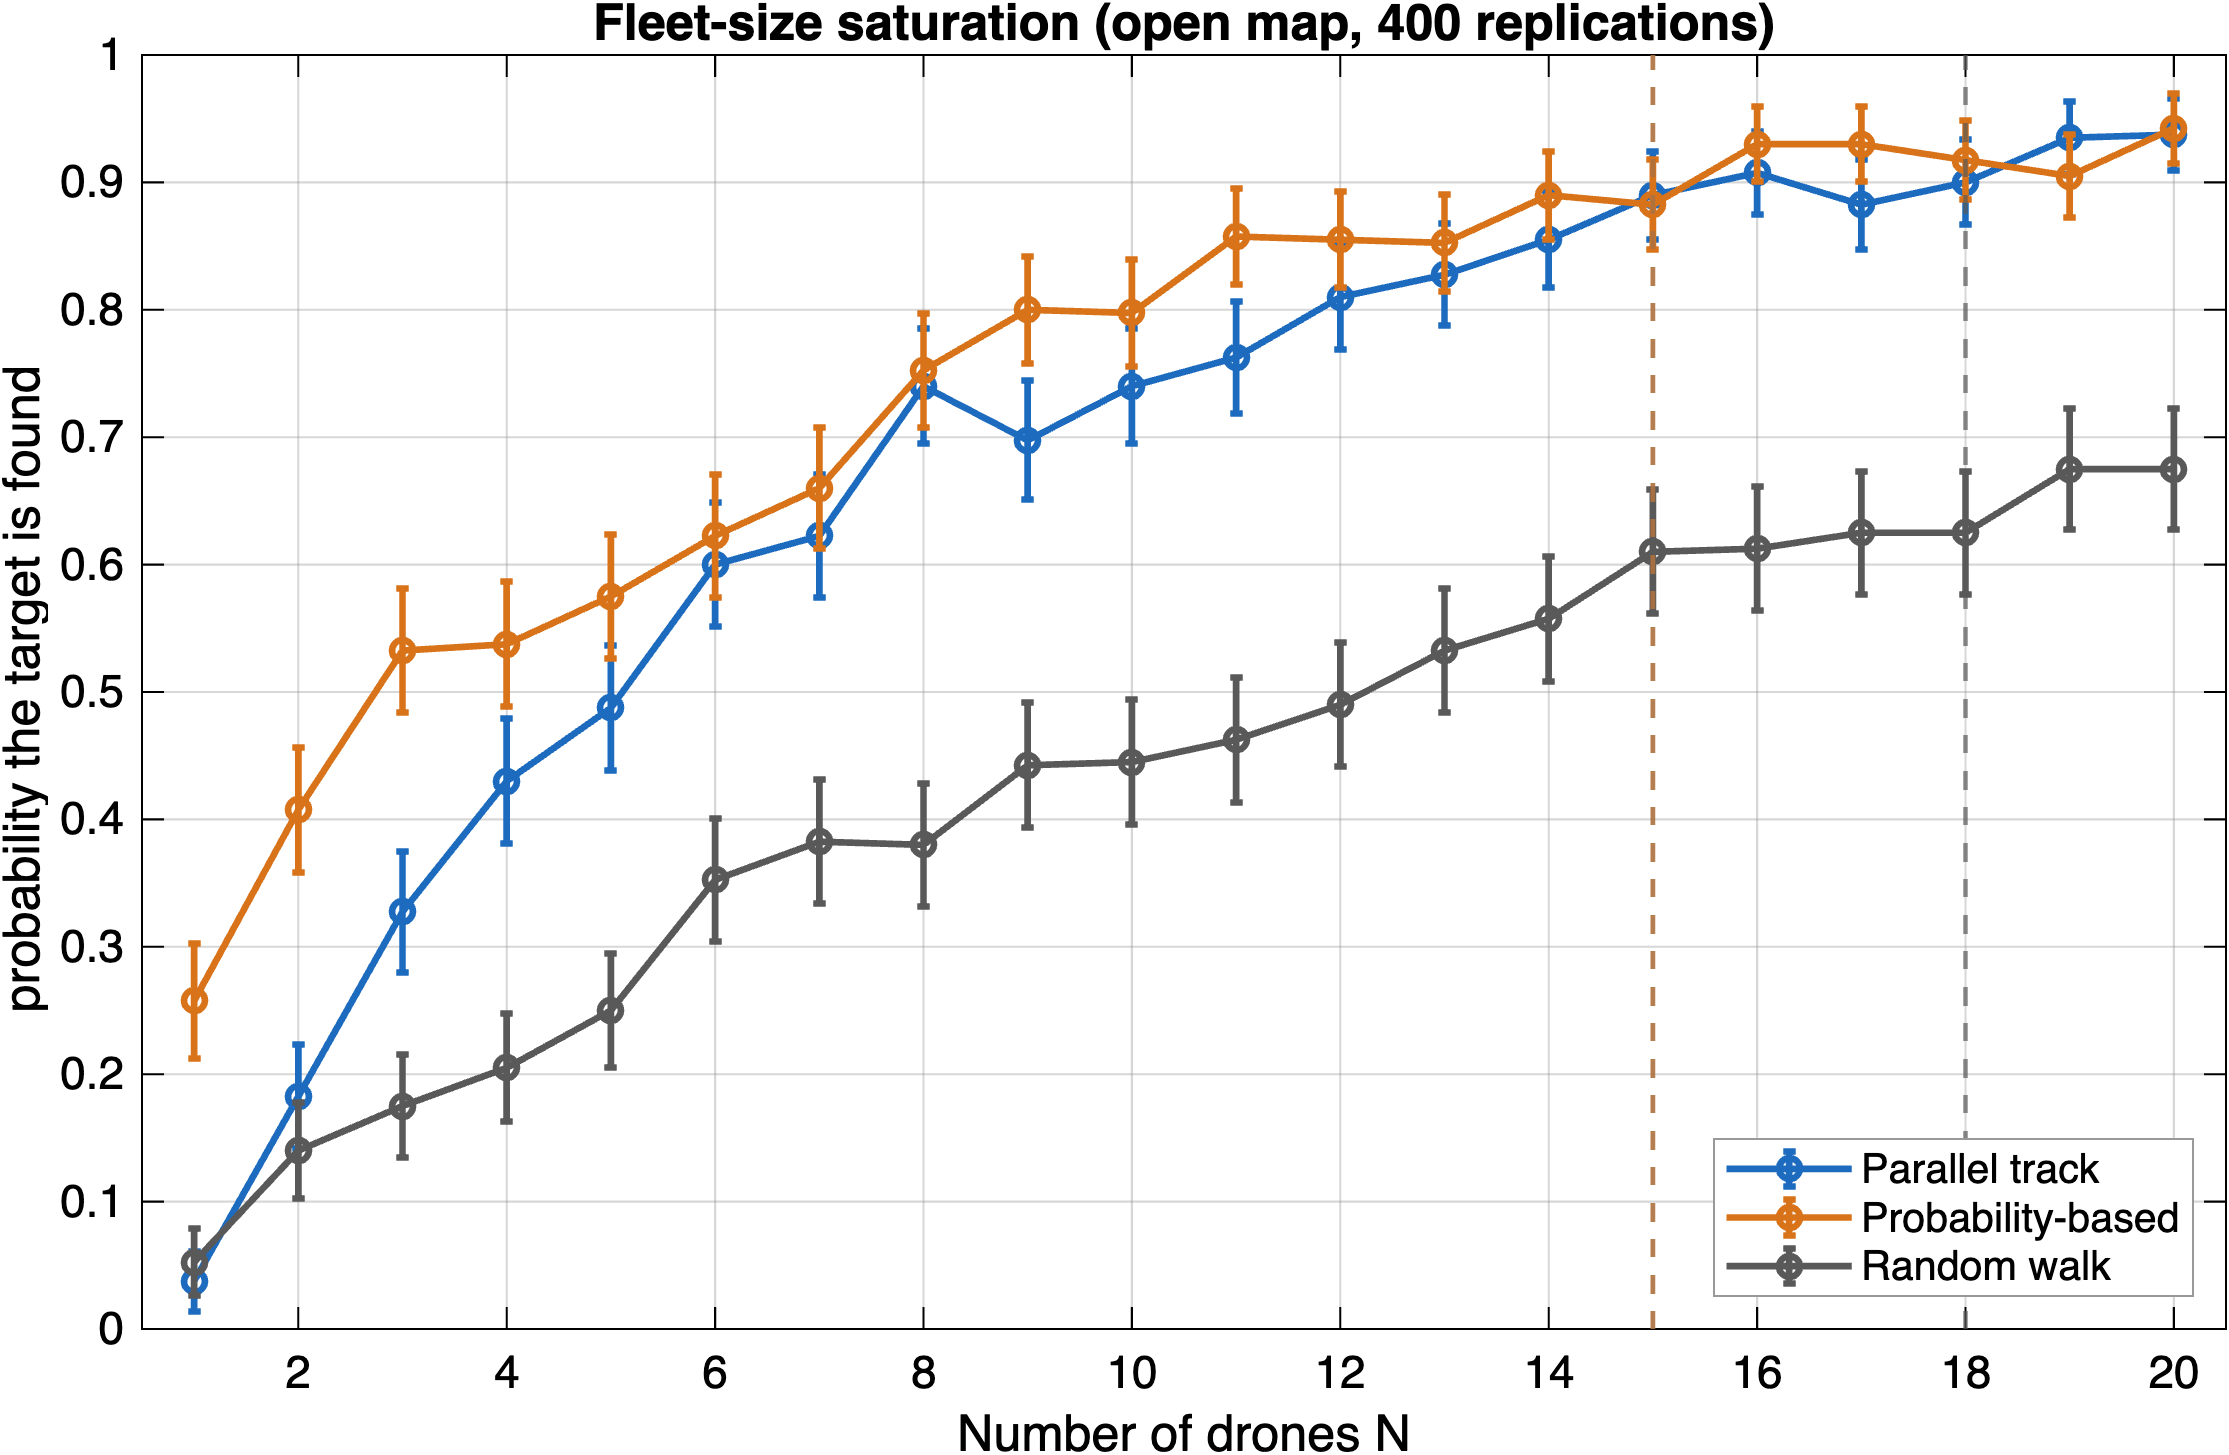 Fleet-size saturation (open map, 400 replications)
probability the target is found
1
0.9
0.8
0.7
0.6
0.5
0.4
0.3
0.2
0.1
0
2 4 6 8 10 12 14 16 18 20
Number of drones N
Parallel track
Probability-based
Random walk